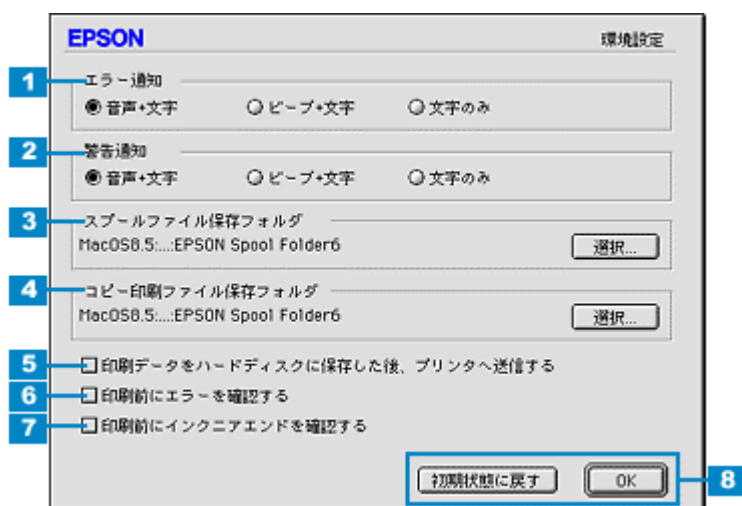 EPSON 環境設定
1 エラー通知
音声+文字 ビープ+文字 文字のみ
2 警告通知
音声+文字 ビープ+文字 文字のみ
3 スプールファイル保存フォルダ
MacOS8.5:...:EPSON Spool Folder6 選択...
4 コピー印刷ファイル保存フォルダ
MacOS8.5:...:EPSON Spool Folder6 選択...
5 印刷データをハードディスクに保存した後、プリンタへ送信する
6 印刷前にエラーを確認する
7 印刷前にインクニアエンドを確認する
初期状態に戻す OK 8